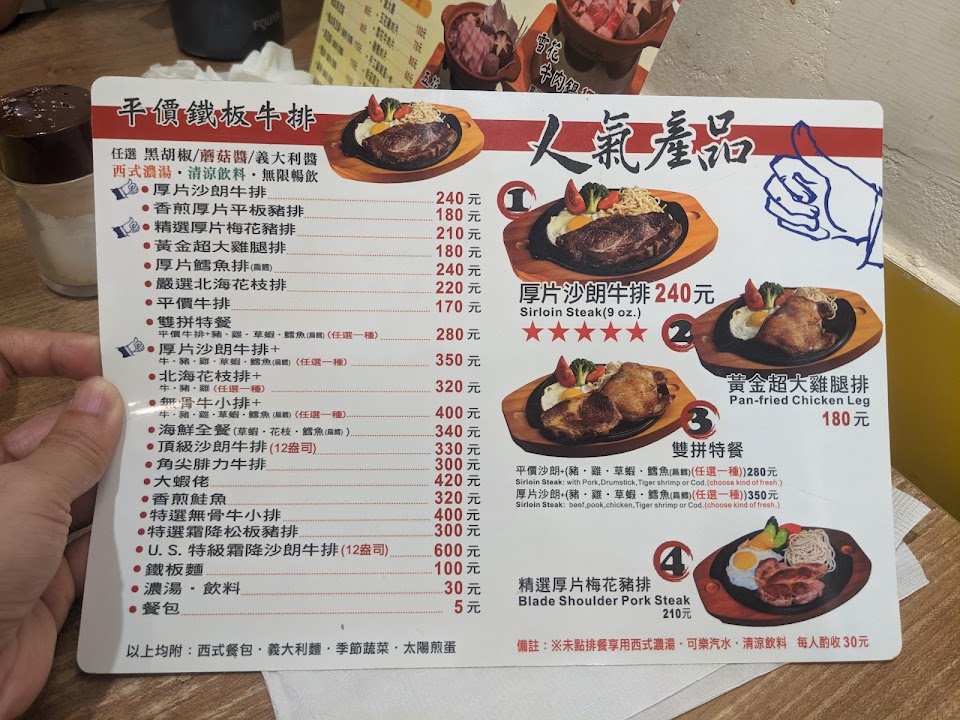 雪花
牛肉鍋
平價鐵板牛排
任選 黑胡椒/蘑菇醬/義大利醬
西式濃湯・清涼飲料・無限暢飲
厚片沙朗牛排 240元
香煎厚片平板豬排 180元
精選厚片梅花豬排 210元
黃金超大雞腿排 180元
厚片鱈魚排(扁鱈) 240元
嚴選北海花枝排 220元
平價牛排 170元
雙拼特餐
平價牛排+豬・雞・草蝦・鱈魚(扁鱈)(任選一種) 280元
厚片沙朗牛排+
牛・豬・雞・草蝦・鱈魚(扁鱈)(任選一種) 350元
北海花枝排+
牛・豬・雞(任選一種) 320元
無骨牛小排+
牛・豬・雞・草蝦・鱈魚(扁鱈)(任選一種) 400元
海鮮全餐(草蝦・花枝・鱈魚(扁鱈)) 340元
頂級沙朗牛排(12盎司) 330元
角尖腓力牛排 300元
大蝦佬 420元
香煎鮭魚 320元
特選無骨牛小排 400元
特選霜降松板豬排 300元
U.S. 特級霜降沙朗牛排(12盎司) 600元
鐵板麵 100元
濃湯・飲料 30元
餐包 5元
以上均附：西式餐包・義大利麵・季節蔬菜・太陽煎蛋
人氣產品
1
厚片沙朗牛排 240元
Sirloin Steak(9 oz.)
2
黃金超大雞腿排
Pan-fried Chicken Leg
180元
3
雙拼特餐
平價沙朗+(豬・雞・草蝦・鱈魚(扁鱈)(任選一種))280元
Sirloin Steak: with Pork,Drumstick,Tiger shrimp or Cod.(choose kind of fresh.)
厚片沙朗+(豬・雞・草蝦・鱈魚(扁鱈)(任選一種))350元
Sirloin Steak: beef,pook,chicken,Tiger shrimp or Cod.(choose kind of fresh.)
4
精選厚片梅花豬排
Blade Shoulder Pork Steak
210元
備註：※未點排餐享用西式濃湯・可樂汽水・清涼飲料 每人酌收30元